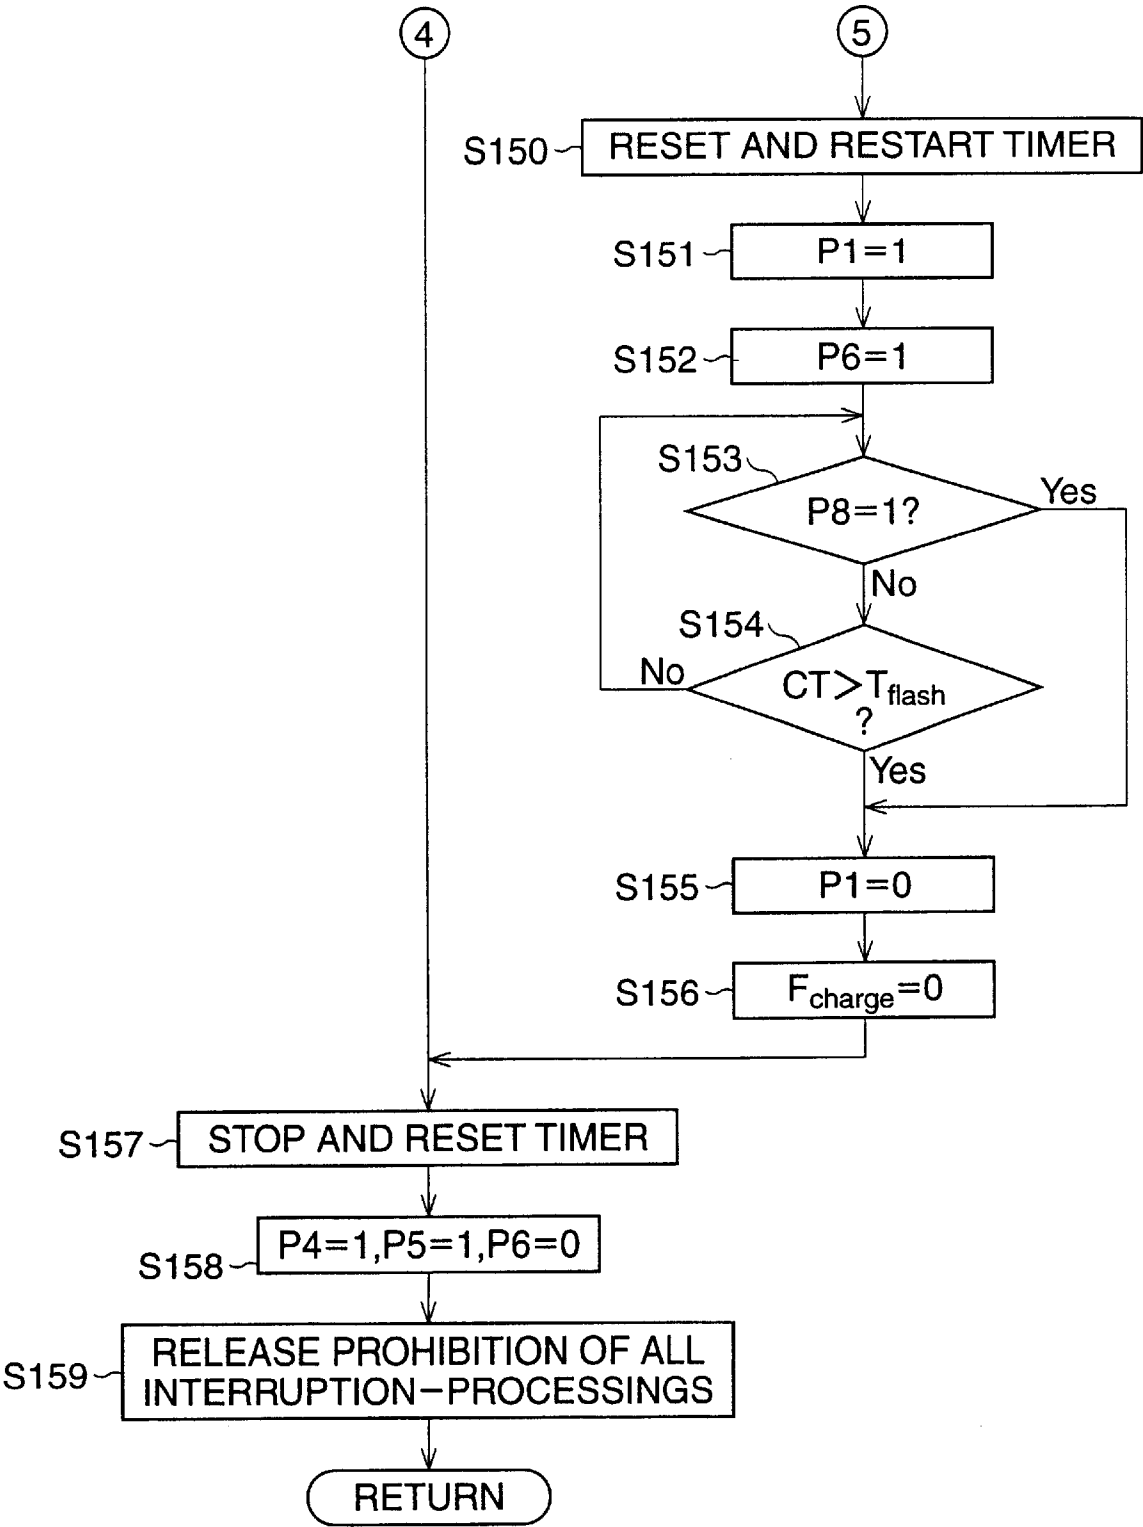 4
5
S150
RESET AND RESTART TIMER
S151
P1=1
S152
P6=1
S153
P8=1?
Yes
No
S154
CT>Tflash
?
No
Yes
S155
P1=0
S156
Fcharge=0
S157
STOP AND RESET TIMER
S158
P4=1,P5=1,P6=0
S159
RELEASE PROHIBITION OF ALL
INTERRUPTION-PROCESSINGS
RETURN